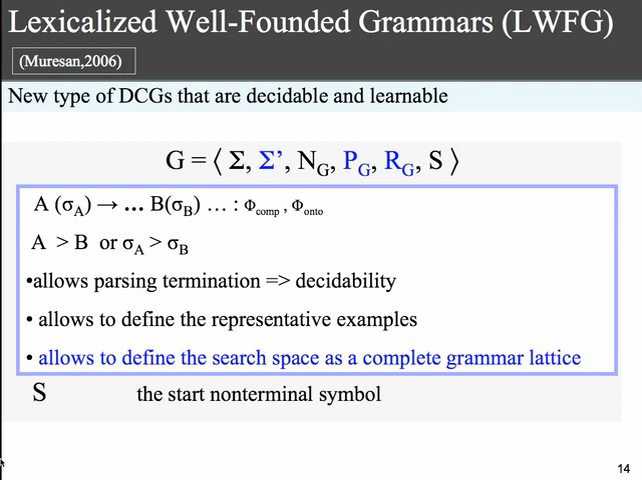 Lexicalized Well-Founded Grammars (LWFG)
(Muresan,2006)
New type of DCGs that are decidable and learnable
G = ⟨ Σ, Σ’, N_G, P_G, R_G, S ⟩
A (σ_A) → ... B(σ_B) … : Φ_comp , Φ_onto
A > B or σ_A > σ_B
•allows parsing termination => decidability
• allows to define the representative examples
• allows to define the search space as a complete grammar lattice
S the start nonterminal symbol
14